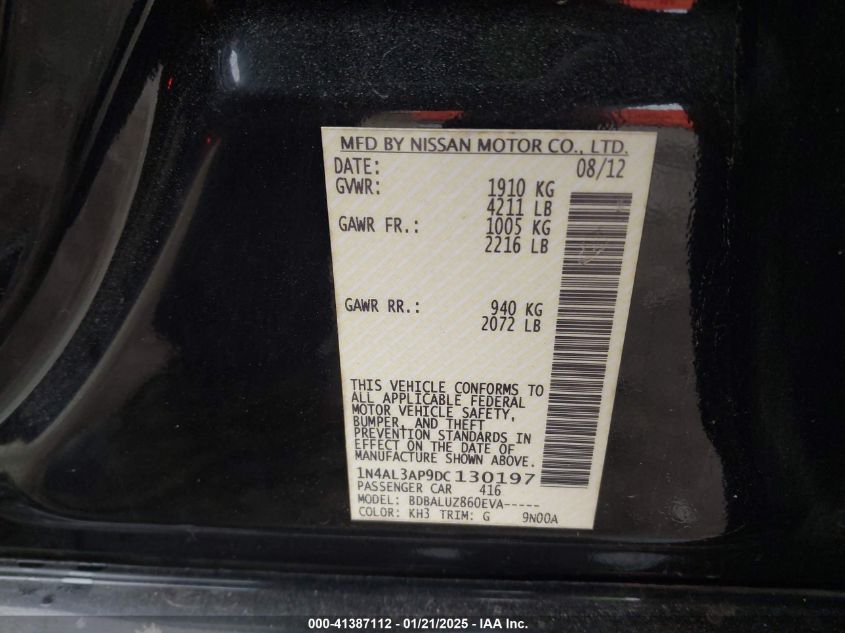 MFD BY NISSAN MOTOR CO., LTD.
DATE: 08/12
GVWR: 1910 KG
4211 LB
GAWR FR.: 1005 KG
2216 LB
GAWR RR.: 940 KG
2072 LB
THIS VEHICLE CONFORMS TO
ALL APPLICABLE FEDERAL
MOTOR VEHICLE SAFETY,
BUMPER, AND THEFT
PREVENTION STANDARDS IN
EFFECT ON THE DATE OF
MANUFACTURE SHOWN ABOVE.
1N4AL3AP9DC130197
PASSENGER CAR 416
MODEL: BDBALUZ860EVA-----
COLOR: KH3 TRIM: G 9N00A
000-41387112 - 01/21/2025 - © IAA, Inc.